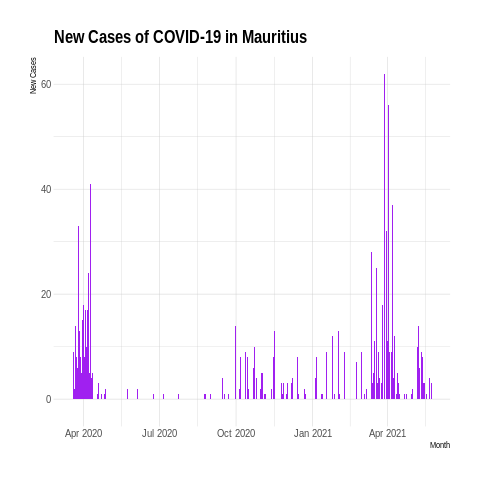 New Cases of COVID-19 in Mauritius
New Cases
60
40
20
0
Apr 2020
Jul 2020
Oct 2020
Jan 2021
Apr 2021
Month